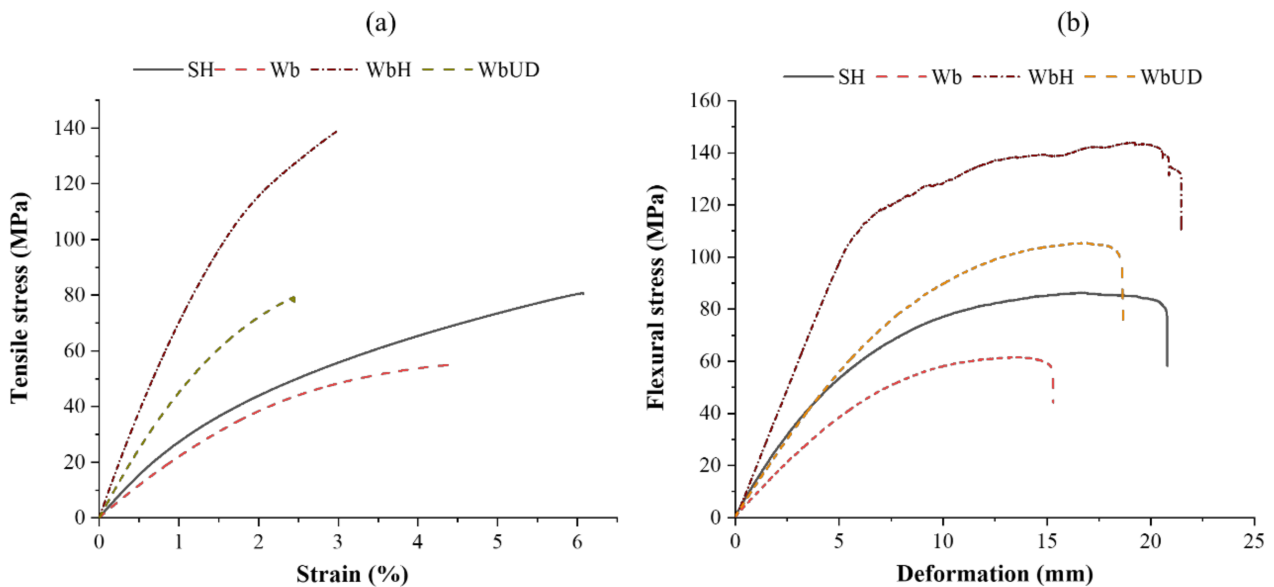 (a)
SH Wb WbH WbUD
Tensile stress (MPa)
140
120
100
80
60
40
20
0
0 1 2 3 4 5 6
Strain (%)
(b)
SH Wb WbH WbUD
Flexural stress (MPa)
160
140
120
100
80
60
40
20
0
0 5 10 15 20 25
Deformation (mm)